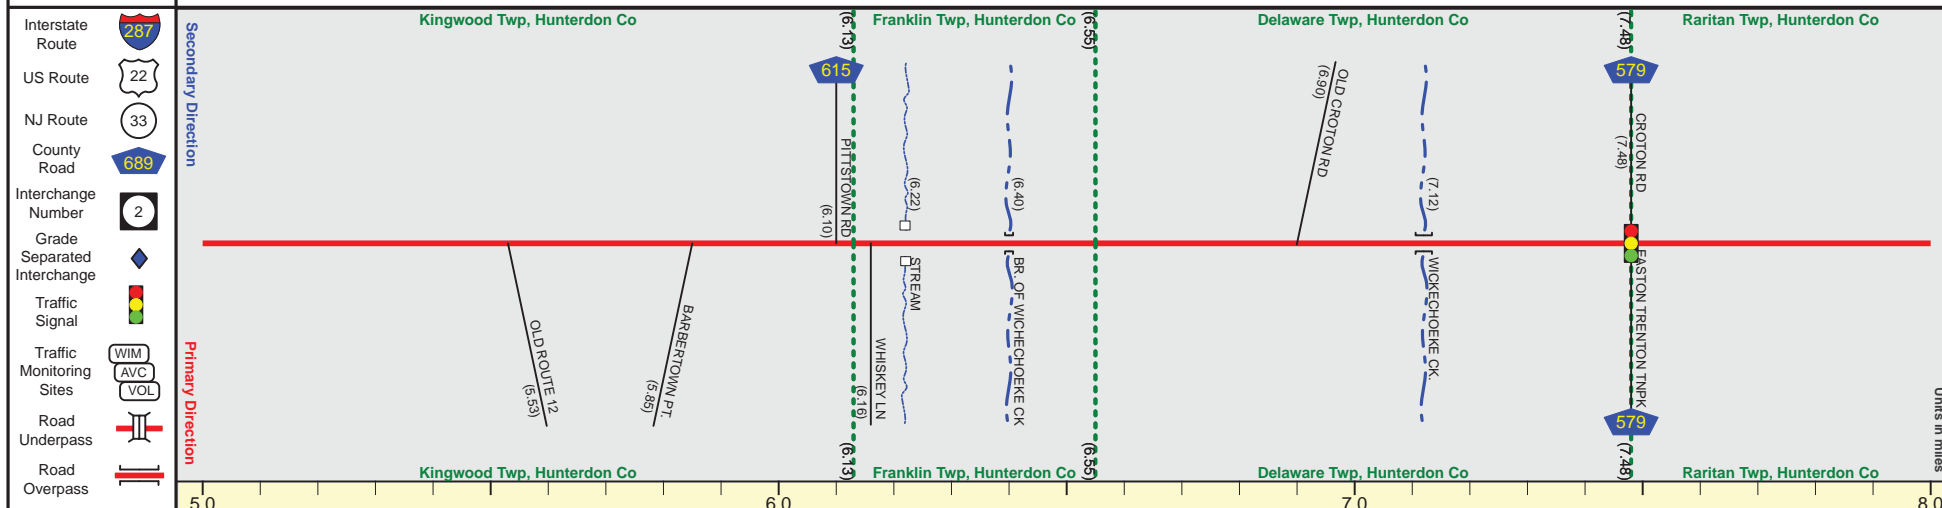 Interstate
Route
287
US Route
22
NJ Route
33
County
Road
689
Interchange
Number
2
Grade
Separated
Interchange
Traffic
Signal
Traffic
Monitoring
Sites
WIM
AVC
VOL
Road
Underpass
Road
Overpass
Secondary Direction
Primary Direction
Kingwood Twp, Hunterdon Co
(6.13)
Franklin Twp, Hunterdon Co
(6.55)
Delaware Twp, Hunterdon Co
(7.48)
Raritan Twp, Hunterdon Co
615
PITTSTOWN RD
(6.10)
(6.22)
(6.40)
OLD CROTON RD
(6.90)
(7.12)
579
CROTON RD
(7.48)
OLD ROUTE 12
(5.53)
BARBERTOWN PT.
(5.85)
WHISKEY LN
(6.16)
STREAM
BR. OF WICHECHOEKE CK
WICKECHOEKE CK.
EASTON TRENTON TNPK
579
Kingwood Twp, Hunterdon Co
(6.13)
Franklin Twp, Hunterdon Co
(6.55)
Delaware Twp, Hunterdon Co
(7.48)
Raritan Twp, Hunterdon Co
Units in miles
5.0
6.0
7.0
8.0